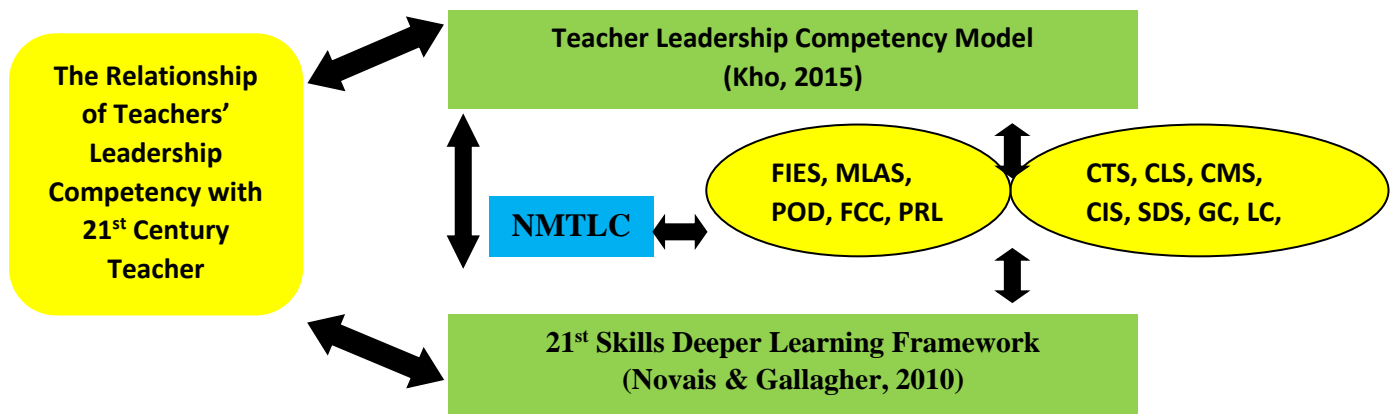 The Relationship
of Teachers’
Leadership
Competency with
21st Century
Teacher
Teacher Leadership Competency Model
(Kho, 2015)
NMTLC
FIES, MLAS,
POD, FCC, PRL
CTS, CLS, CMS,
CIS, SDS, GC, LC,
21st Skills Deeper Learning Framework
(Novais & Gallagher, 2010)